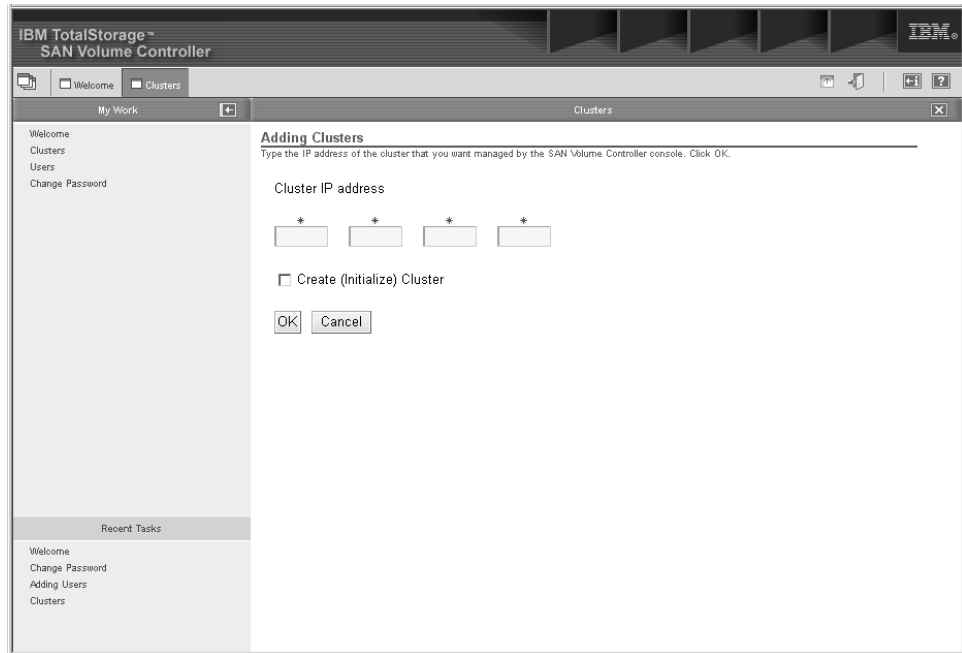 IBM TotalStorage™
SAN Volume Controller
IBM®
Welcome
Clusters
My Work
Clusters
Welcome
Clusters
Users
Change Password
Adding Clusters
Type the IP address of the cluster that you want managed by the SAN Volume Controller console. Click OK.
Cluster IP address
* * * *
Create (Initialize) Cluster
OK Cancel
Recent Tasks
Welcome
Change Password
Adding Users
Clusters